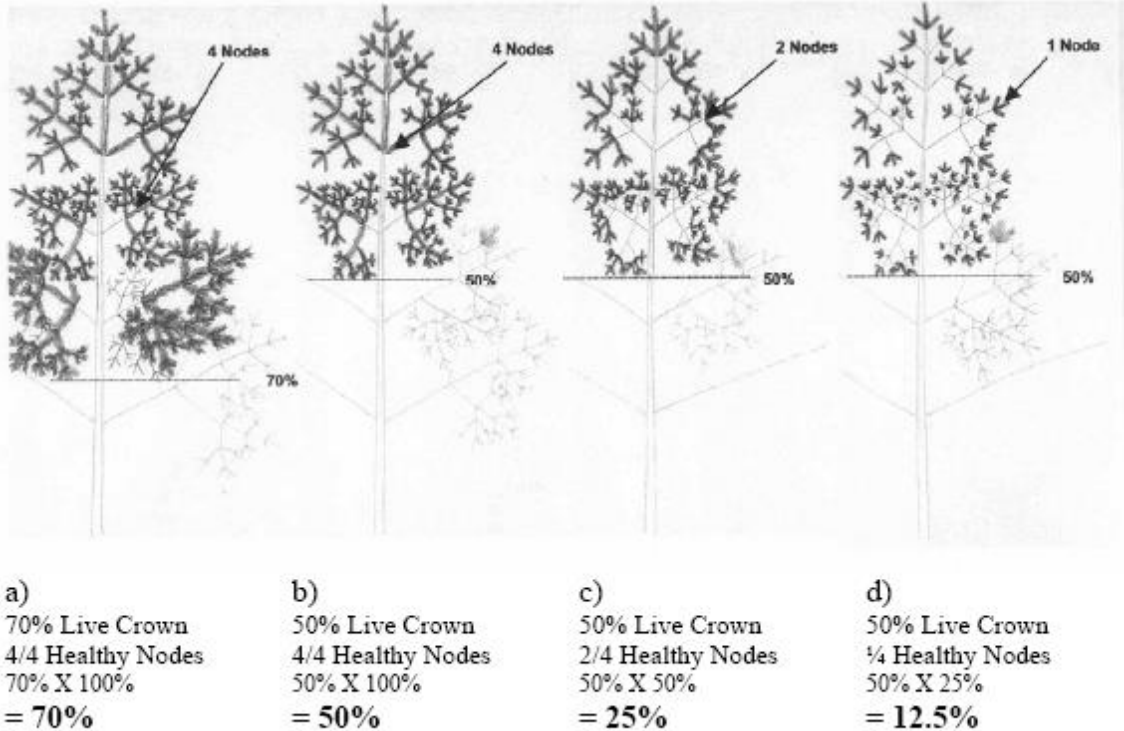 4 Nodes
4 Nodes
2 Nodes
1 Node
50%
50%
50%
70%
a)
70% Live Crown
4/4 Healthy Nodes
70% X 100%
= 70%
b)
50% Live Crown
4/4 Healthy Nodes
50% X 100%
= 50%
c)
50% Live Crown
2/4 Healthy Nodes
50% X 50%
= 25%
d)
50% Live Crown
¼ Healthy Nodes
50% X 25%
= 12.5%